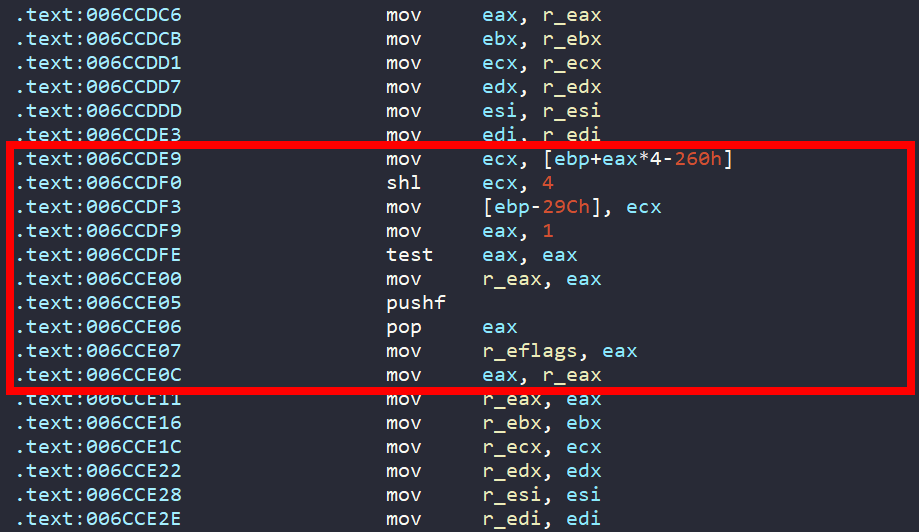 .text:006CCDC6 mov eax, r_eax
.text:006CCDCB mov ebx, r_ebx
.text:006CCDD1 mov ecx, r_ecx
.text:006CCDD7 mov edx, r_edx
.text:006CCDDD mov esi, r_esi
.text:006CCDE3 mov edi, r_edi
.text:006CCDE9 mov ecx, [ebp+eax*4-260h]
.text:006CCDF0 shl ecx, 4
.text:006CCDF3 mov [ebp-29Ch], ecx
.text:006CCDF9 mov eax, 1
.text:006CCDFE test eax, eax
.text:006CCE00 mov r_eax, eax
.text:006CCE05 pushf
.text:006CCE06 pop eax
.text:006CCE07 mov r_eflags, eax
.text:006CCE0C mov eax, r_eax
.text:006CCE11 mov r_eax, eax
.text:006CCE16 mov r_ebx, ebx
.text:006CCE1C mov r_ecx, ecx
.text:006CCE22 mov r_edx, edx
.text:006CCE28 mov r_esi, esi
.text:006CCE2E mov r_edi, edi